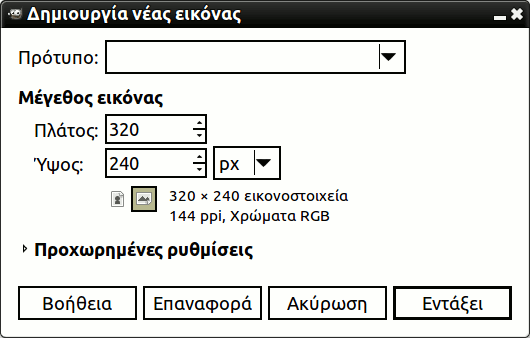 Δημιουργία νέας εικόνας
Πρότυπο:
Μέγεθος εικόνας
Πλάτος: 320
Ύψος: 240 px
320 × 240 εικονοστοιχεία
144 ppi, Χρώματα RGB
Προχωρημένες ρυθμίσεις
Βοήθεια Επαναφορά Ακύρωση Εντάξει